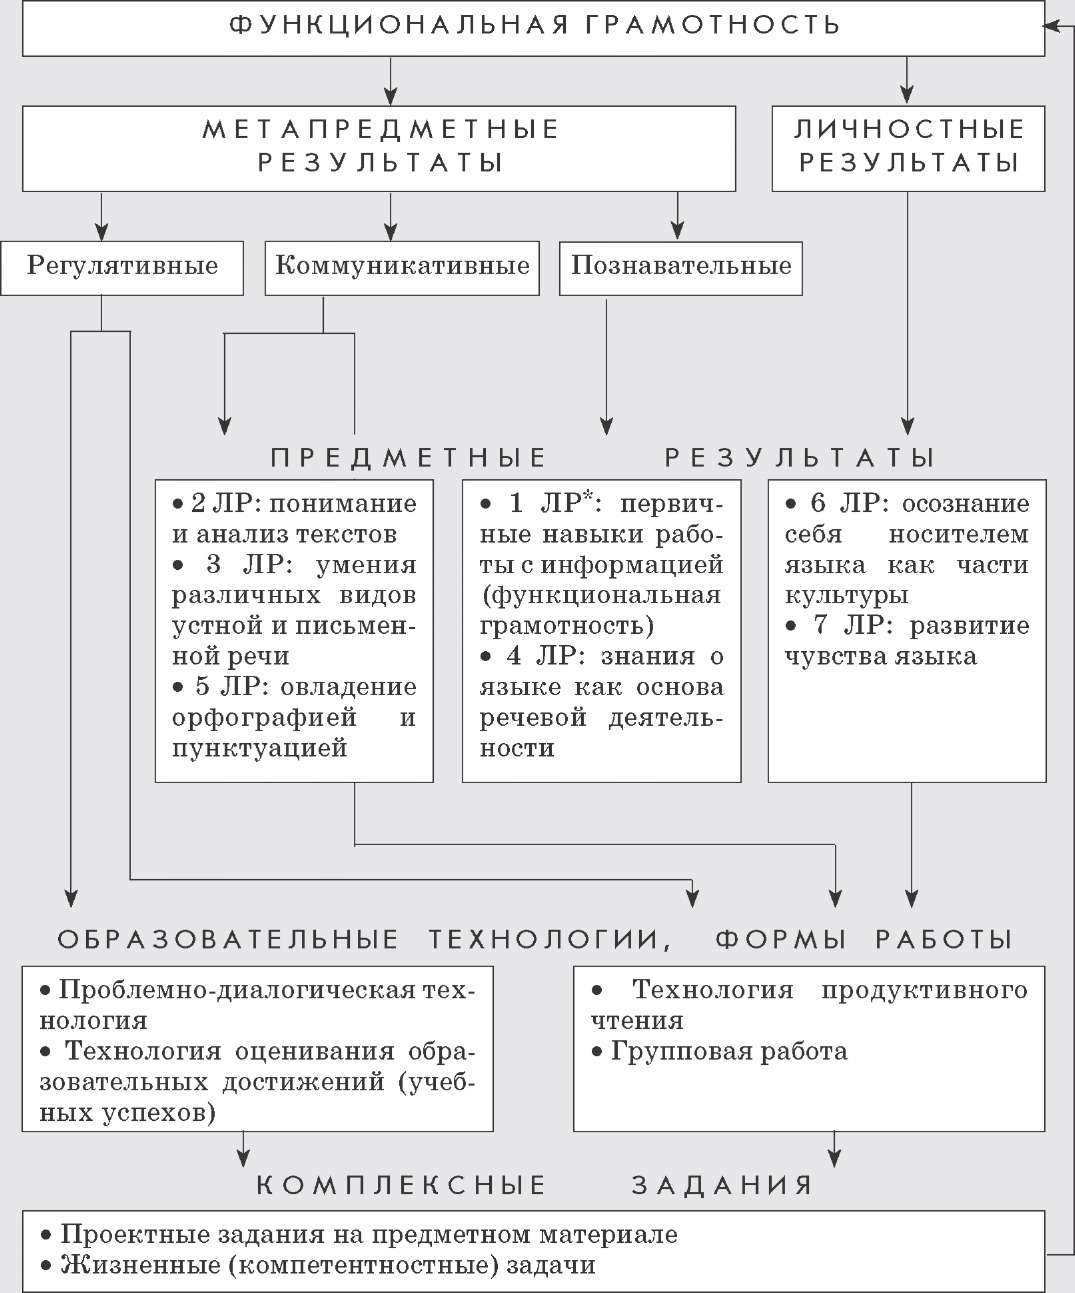 ФУНКЦИОНАЛЬНАЯ ГРАМОТНОСТЬ
МЕТАПРЕДМЕТНЫЕ
РЕЗУЛЬТАТЫ
ЛИЧНОСТНЫЕ
РЕЗУЛЬТАТЫ
Регулятивные
Коммуникативные
Познавательные
ПРЕДМЕТНЫЕ РЕЗУЛЬТАТЫ
• 2 ЛР: понимание
и анализ текстов
• 3 ЛР: умения
различных видов
устной и письмен-
ной речи
• 5 ЛР: овладение
орфографией и
пунктуацией
• 1 ЛР*: первич-
ные навыки рабо-
ты с информацией
(функциональная
грамотность)
• 4 ЛР: знания о
языке как основа
речевой деятель-
ности
• 6 ЛР: осознание
себя носителем
языка как части
культуры
• 7 ЛР: развитие
чувства языка
ОБРАЗОВАТЕЛЬНЫЕ ТЕХНОЛОГИИ, ФОРМЫ РАБОТЫ
• Проблемно-диалогическая тех-
нология
• Технология оценивания обра-
зовательных достижений (учеб-
ных успехов)
• Технология продуктивного
чтения
• Групповая работа
КОМПЛЕКСНЫЕ ЗАДАНИЯ
• Проектные задания на предметном материале
• Жизненные (компетентностные) задачи